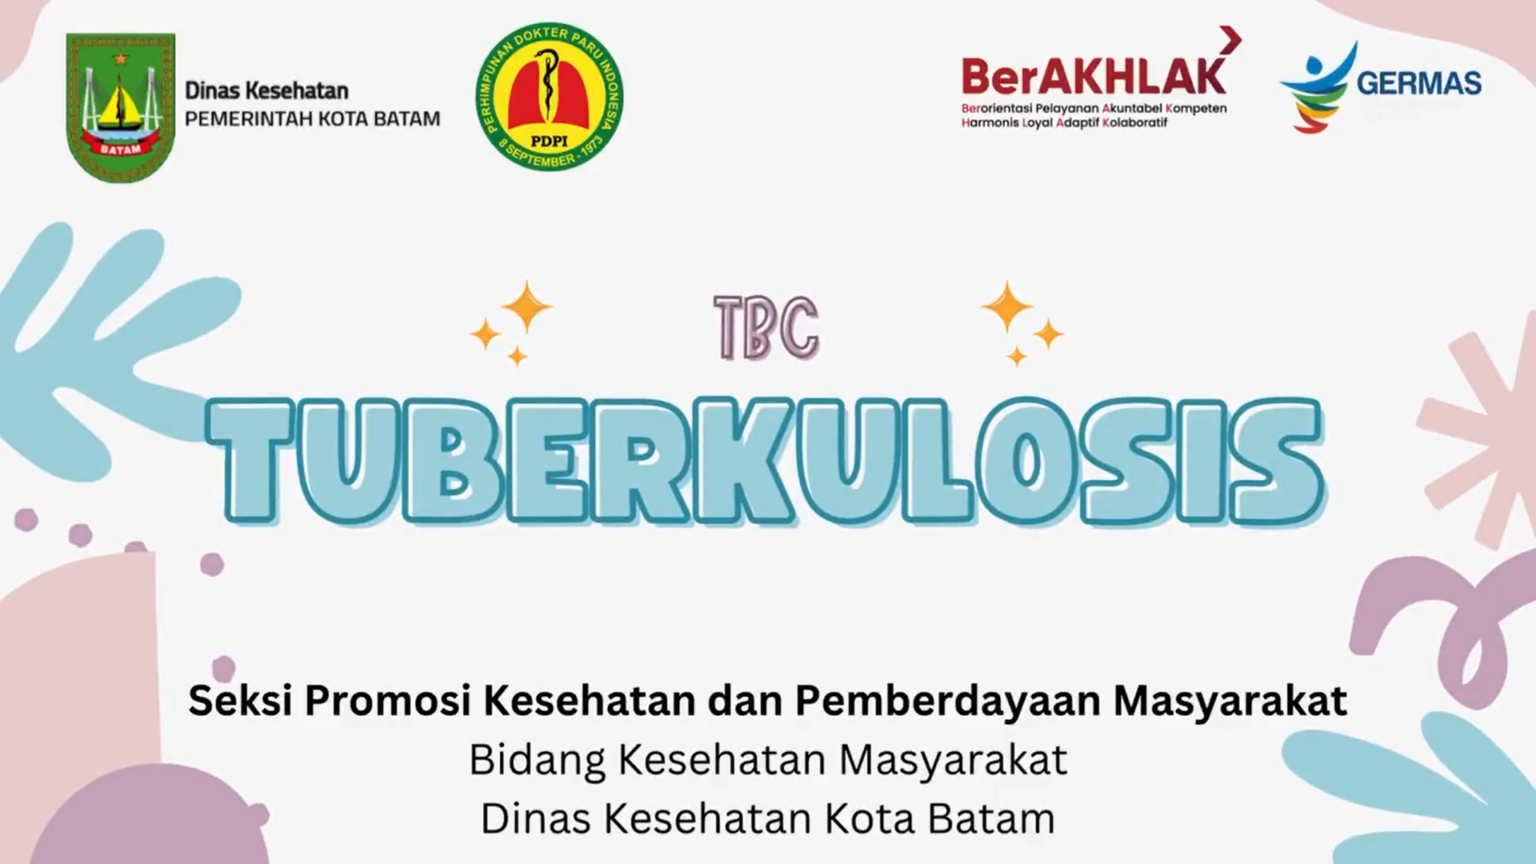 Dinas Kesehatan
PEMERINTAH KOTA BATAM
BATAM
PERHIMPUNAN DOKTER PARU INDONESIA
PDPI
8 SEPTEMBER - 1973
BerAKHLAK
Berorientasi Pelayanan Akuntabel Kompeten
Harmonis Loyal Adaptif Kolaboratif
GERMAS
TBC
TUBERKULOSIS
Seksi Promosi Kesehatan dan Pemberdayaan Masyarakat
Bidang Kesehatan Masyarakat
Dinas Kesehatan Kota Batam